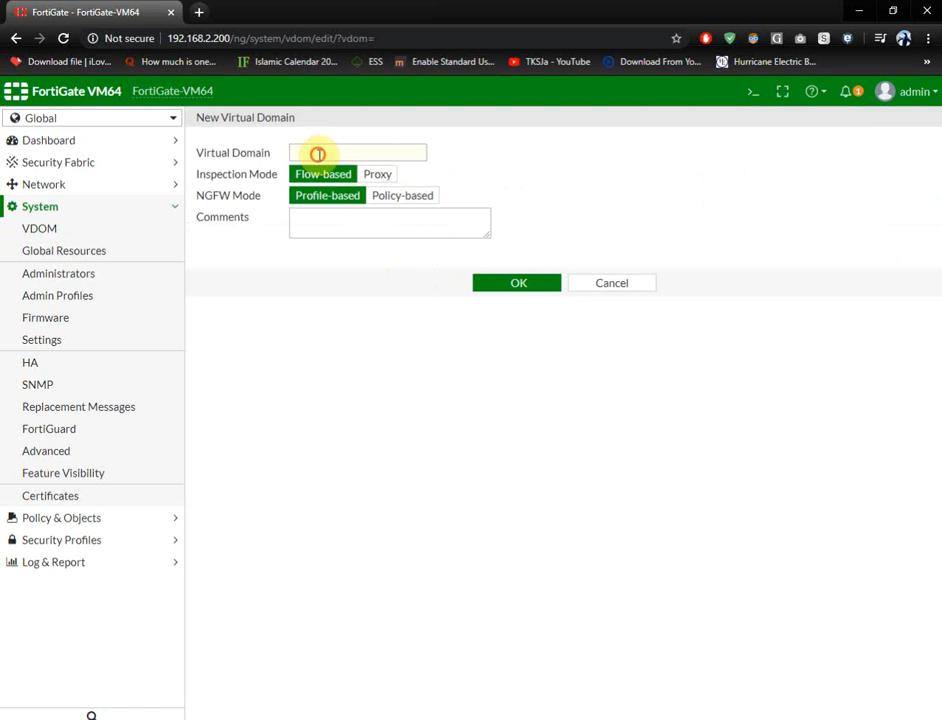 FortiGate - FortiGate-VM64
Not secure 192.168.2.200/ng/system/vdom/edit/?vdom=
Download file | iLov... How much is one... Islamic Calendar 20... ESS Enable Standard Us... TKSJa - YouTube Download From Yo... Hurricane Electric B... »
FortiGate VM64 FortiGate-VM64 >_ 1 admin
Global
New Virtual Domain
Dashboard
Virtual Domain
Security Fabric
Inspection Mode Flow-based Proxy
Network
NGFW Mode Profile-based Policy-based
System
Comments
VDOM
Global Resources
Administrators
OK Cancel
Admin Profiles
Firmware
Settings
HA
SNMP
Replacement Messages
FortiGuard
Advanced
Feature Visibility
Certificates
Policy & Objects
Security Profiles
Log & Report